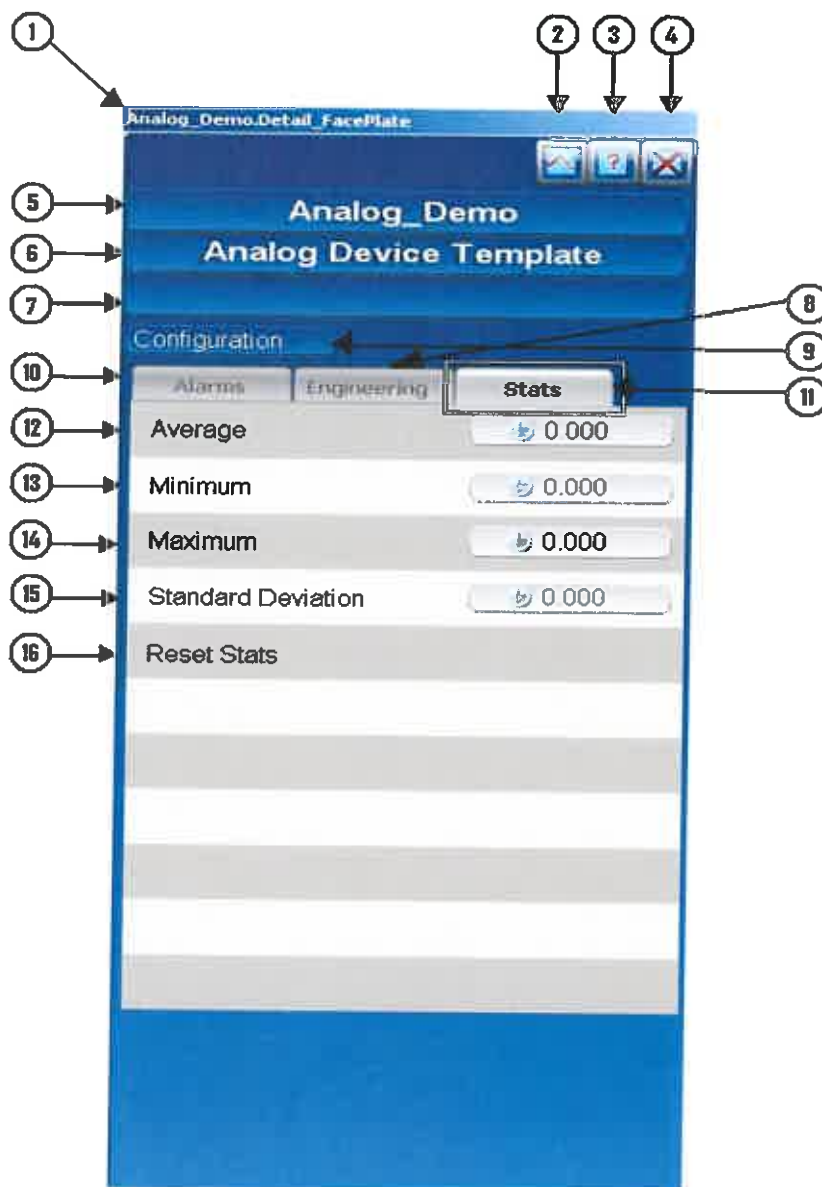 1 2 3 4
Analog_Demo.Detail_FacePlate
?
5 Analog_Demo
6 Analog Device Template
7 8
Configuration 9
10 Alarms Engineering Stats 11
12 Average 0.000
13 Minimum 0.000
14 Maximum 0.000
15 Standard Deviation 0.000
16 Reset Stats